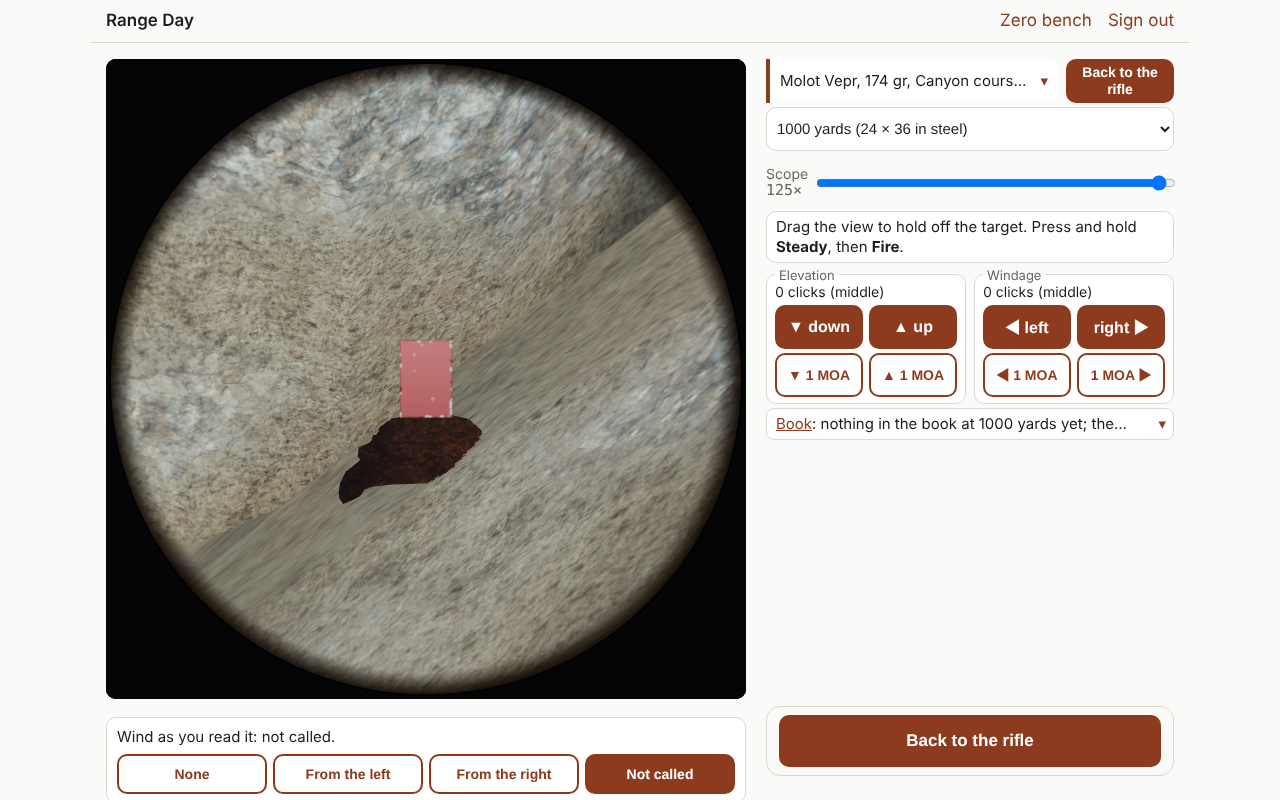 Range Day
Zero bench
Sign out
Molot Vepr, 174 gr, Canyon cours... ▼
Back to the
rifle
1000 yards (24 × 36 in steel)
Scope
125×
Drag the view to hold off the target. Press and hold
Steady, then Fire.
Elevation
0 clicks (middle)
▼ down
▲ up
▼ 1 MOA
▲ 1 MOA
Windage
0 clicks (middle)
◀ left
right ▶
◀ 1 MOA
1 MOA ▶
Book: nothing in the book at 1000 yards yet; the... ▼
Back to the rifle
Wind as you read it: not called.
None
From the left
From the right
Not called